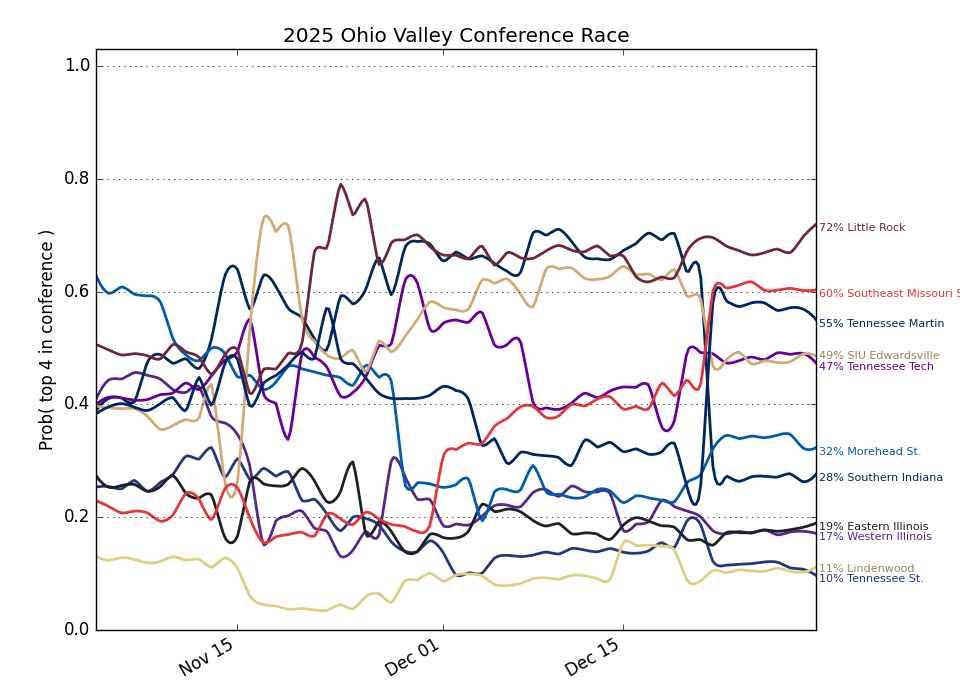 2025 Ohio Valley Conference Race
Prob( top 4 in conference )
1.0
0.8
0.6
0.4
0.2
0.0
Nov 15
Dec 01
Dec 15
72% Little Rock
60% Southeast Missouri S
55% Tennessee Martin
49% SIU Edwardsville
47% Tennessee Tech
32% Morehead St.
28% Southern Indiana
19% Eastern Illinois
17% Western Illinois
11% Lindenwood
10% Tennessee St.